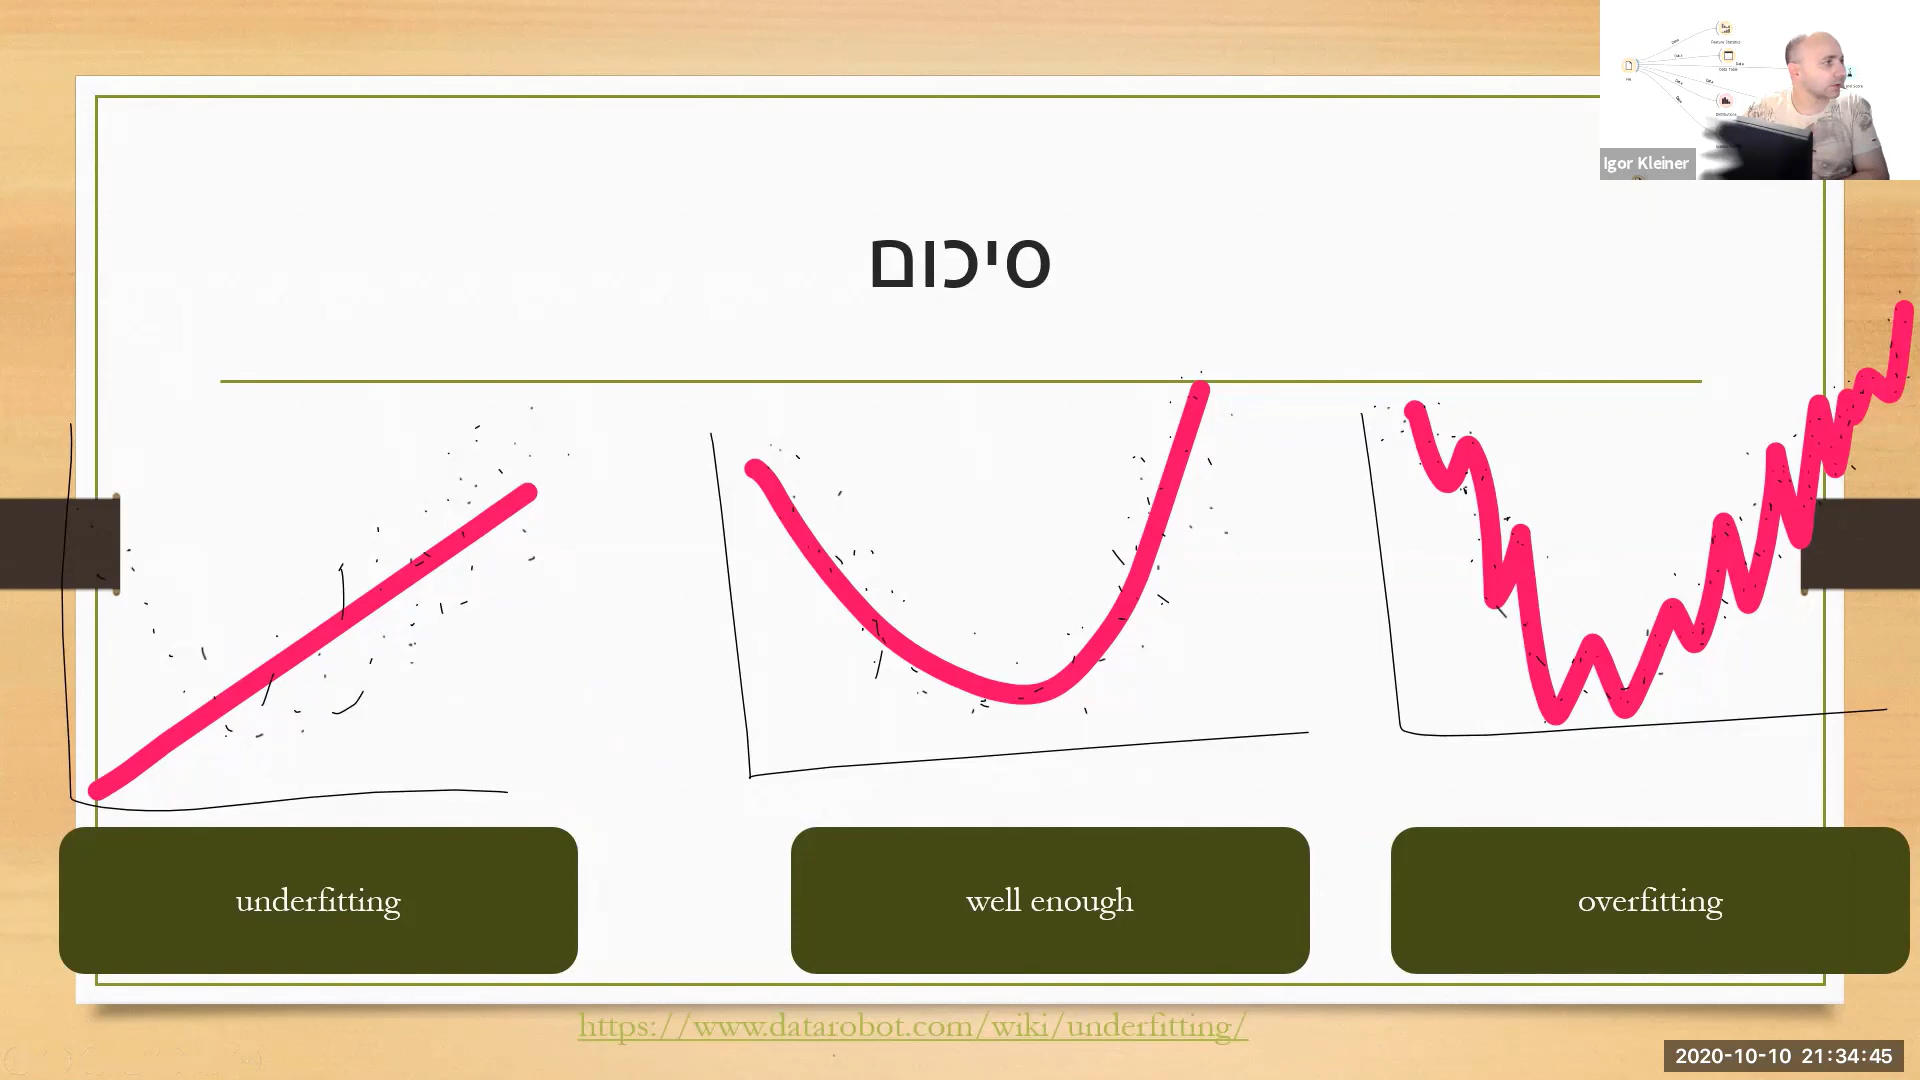 Igor Kleiner
סיכום
underfitting
well enough
overfitting
https://www.datarobot.com/wiki/underfitting/
2020-10-10 21:34:45